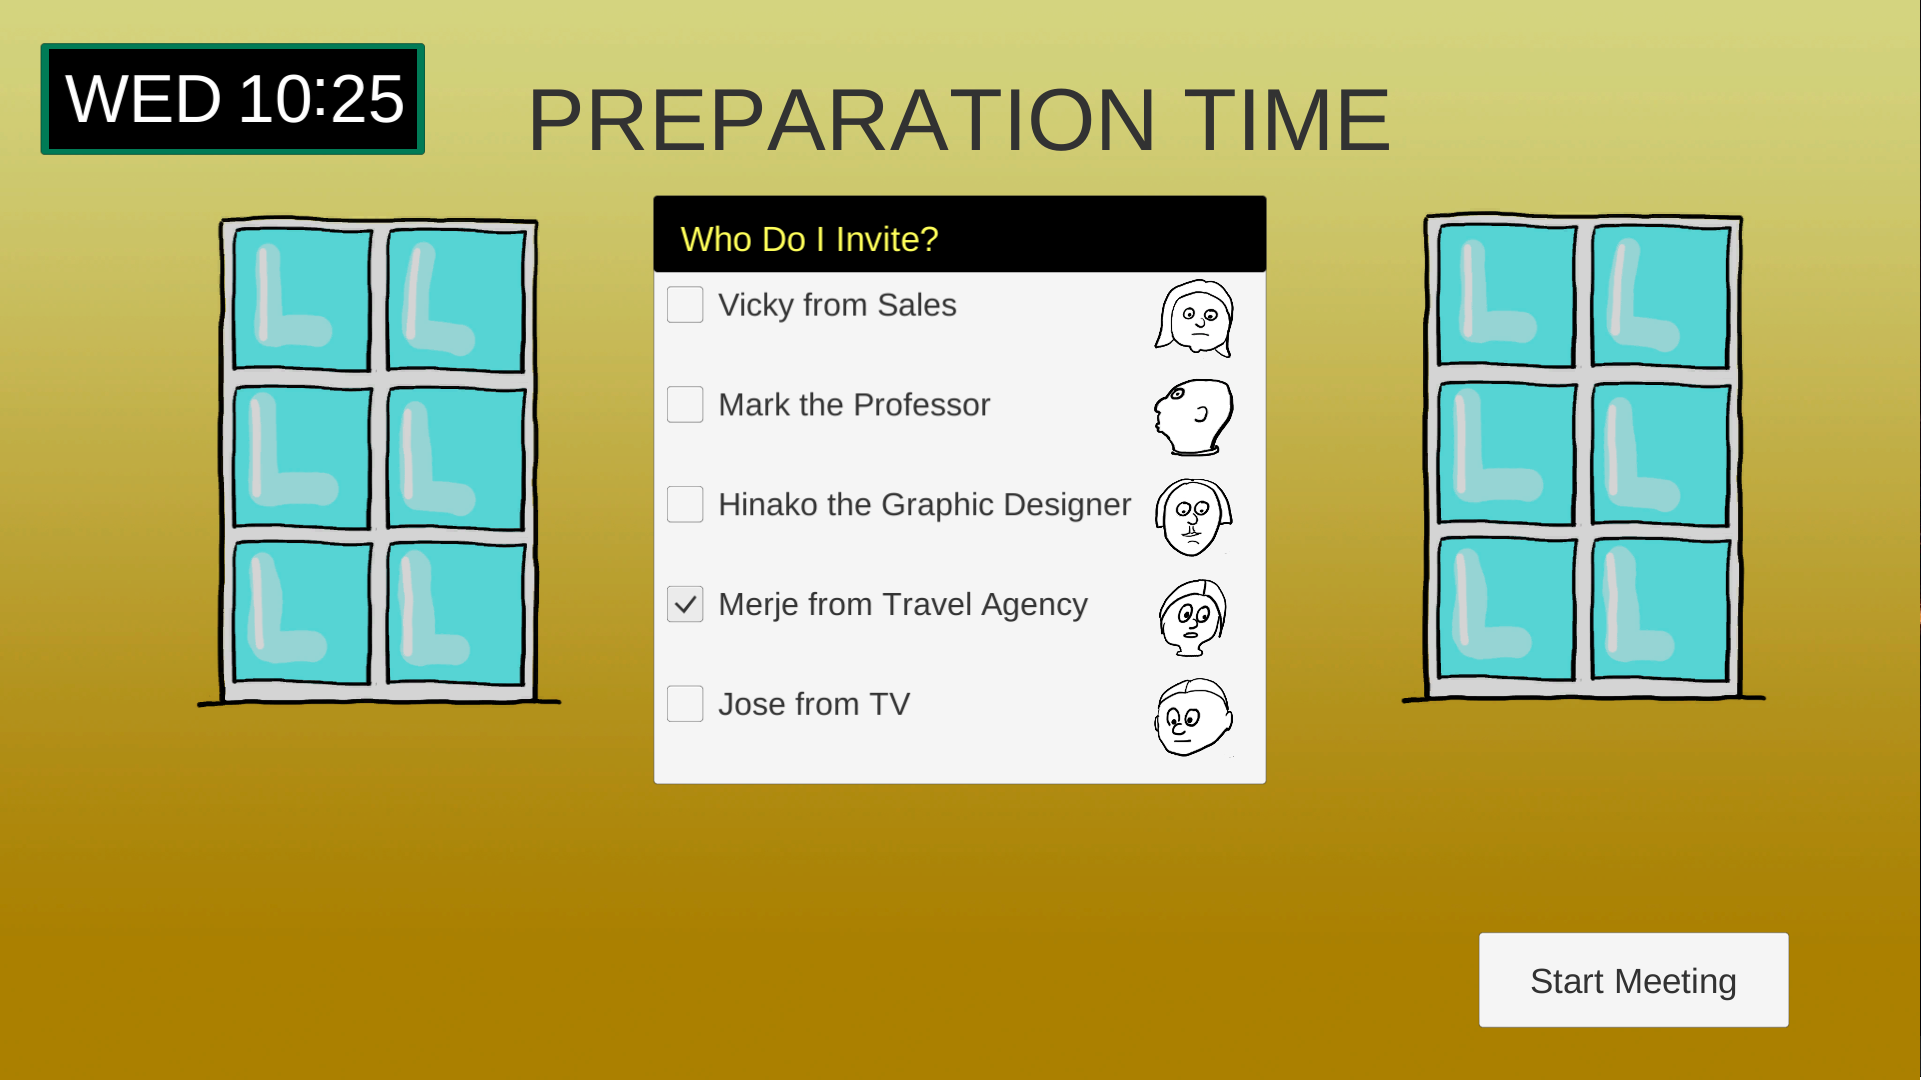 WED 10:25
PREPARATION TIME
Who Do I Invite?
Vicky from Sales
Mark the Professor
Hinako the Graphic Designer
Merje from Travel Agency
Jose from TV
Start Meeting